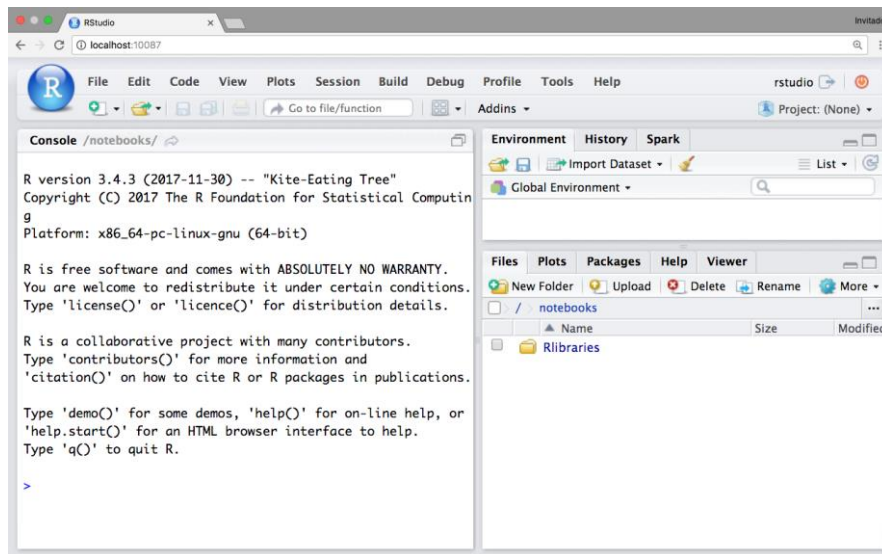 RStudio
Invitado
localhost:10087
R
File Edit Code View Plots Session Build Debug Profile Tools Help
rstudio
Go to file/function
Addins
Project: (None)
Console /notebooks/
R version 3.4.3 (2017-11-30) -- "Kite-Eating Tree"
Copyright (C) 2017 The R Foundation for Statistical Computin
g
Platform: x86_64-pc-linux-gnu (64-bit)
R is free software and comes with ABSOLUTELY NO WARRANTY.
You are welcome to redistribute it under certain conditions.
Type 'license()' or 'licence()' for distribution details.
R is a collaborative project with many contributors.
Type 'contributors()' for more information and
'citation()' on how to cite R or R packages in publications.
Type 'demo()' for some demos, 'help()' for on-line help, or
'help.start()' for an HTML browser interface to help.
Type 'q()' to quit R.
>
Environment History Spark
Import Dataset
List
Global Environment
Files Plots Packages Help Viewer
New Folder Upload Delete Rename More
/ notebooks
Name Size Modified
Rlibraries